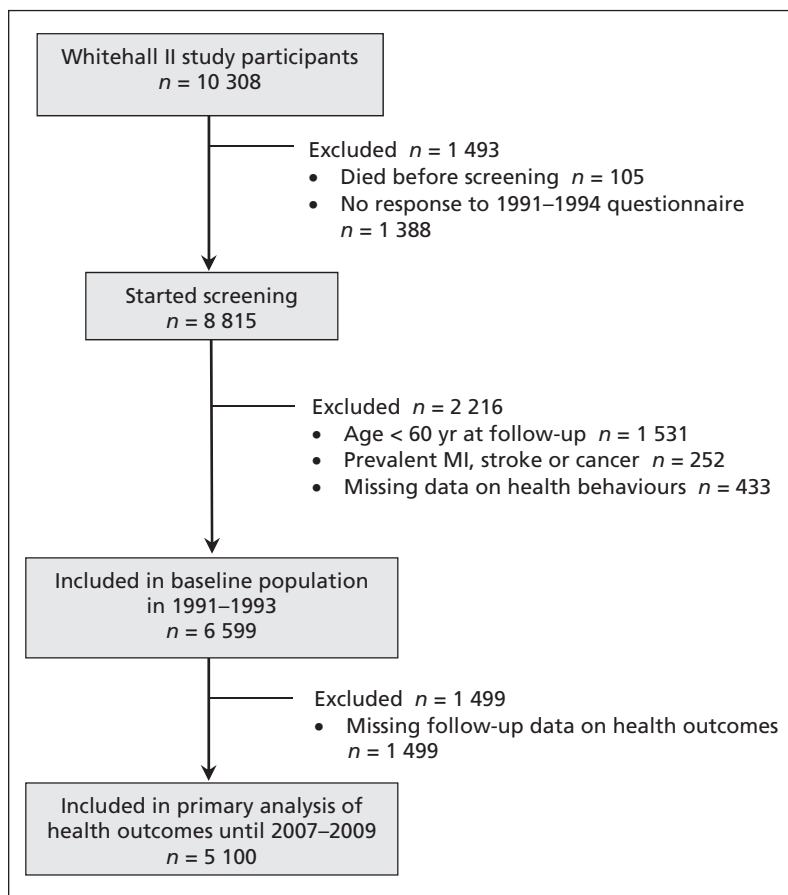 Whitehall II study participants
n = 10 308
Excluded n = 1 493
• Died before screening n = 105
• No response to 1991–1994 questionnaire
n = 1 388
Started screening
n = 8 815
Excluded n = 2 216
• Age < 60 yr at follow-up n = 1 531
• Prevalent MI, stroke or cancer n = 252
• Missing data on health behaviours n = 433
Included in baseline population
in 1991–1993
n = 6 599
Excluded n = 1 499
• Missing follow-up data on health outcomes
n = 1 499
Included in primary analysis of
health outcomes until 2007–2009
n = 5 100